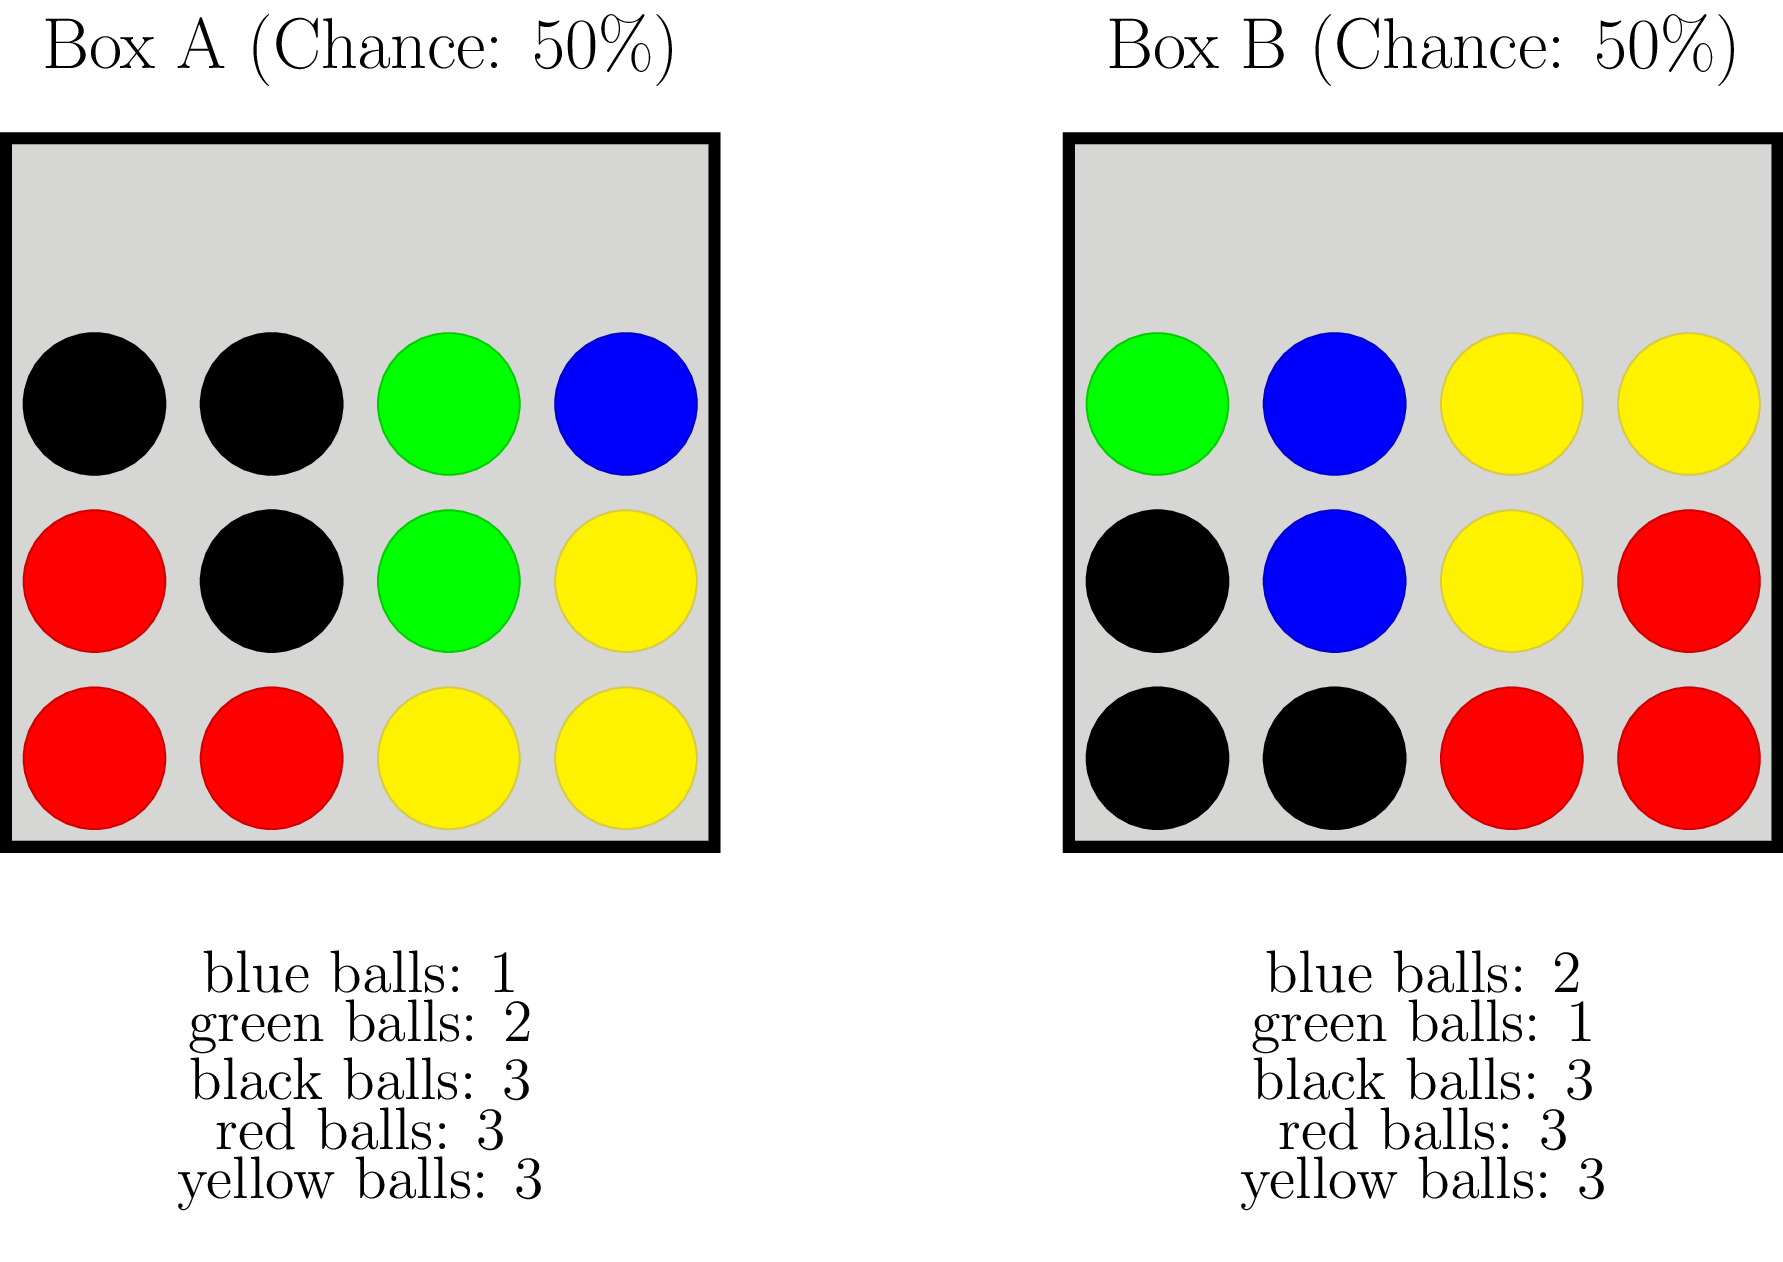 Box A (Chance: 50%)
Box B (Chance: 50%)
blue balls: 1
green balls: 2
black balls: 3
red balls: 3
yellow balls: 3
blue balls: 2
green balls: 1
black balls: 3
red balls: 3
yellow balls: 3